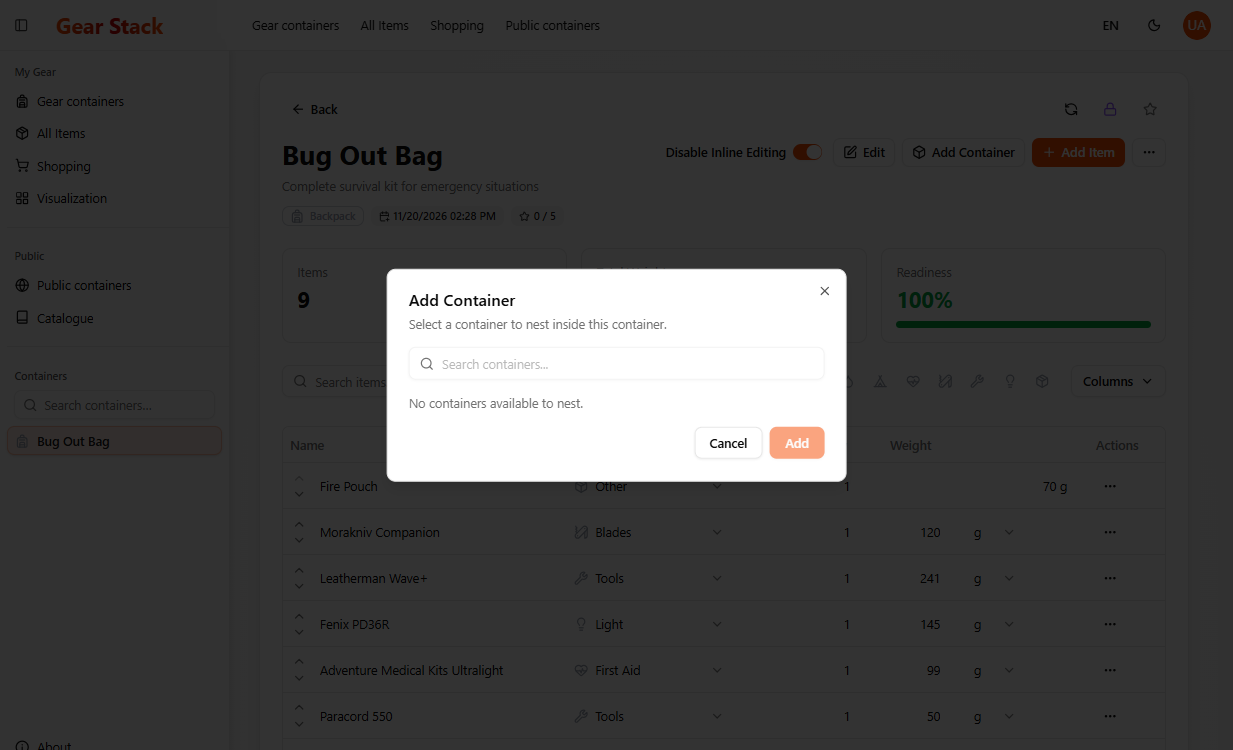 Gear Stack
Gear containers All Items Shopping Public containers
EN
UA
My Gear
Gear containers
All Items
Shopping
Visualization
Public
Public containers
Catalogue
Containers
Search containers...
Bug Out Bag
About
Back
Bug Out Bag
Disable Inline Editing Edit Add Container Add Item
Complete survival kit for emergency situations
Backpack 11/20/2026 02:28 PM 0 / 5
Items
9
Readiness
100%
Search items
Columns
Add Container
Select a container to nest inside this container.
Search containers...
No containers available to nest.
Cancel Add
Name Weight Actions
Fire Pouch Other 1 70 g
Morakniv Companion Blades 1 120 g
Leatherman Wave+ Tools 1 241 g
Fenix PD36R Light 1 145 g
Adventure Medical Kits Ultralight First Aid 1 99 g
Paracord 550 Tools 1 50 g